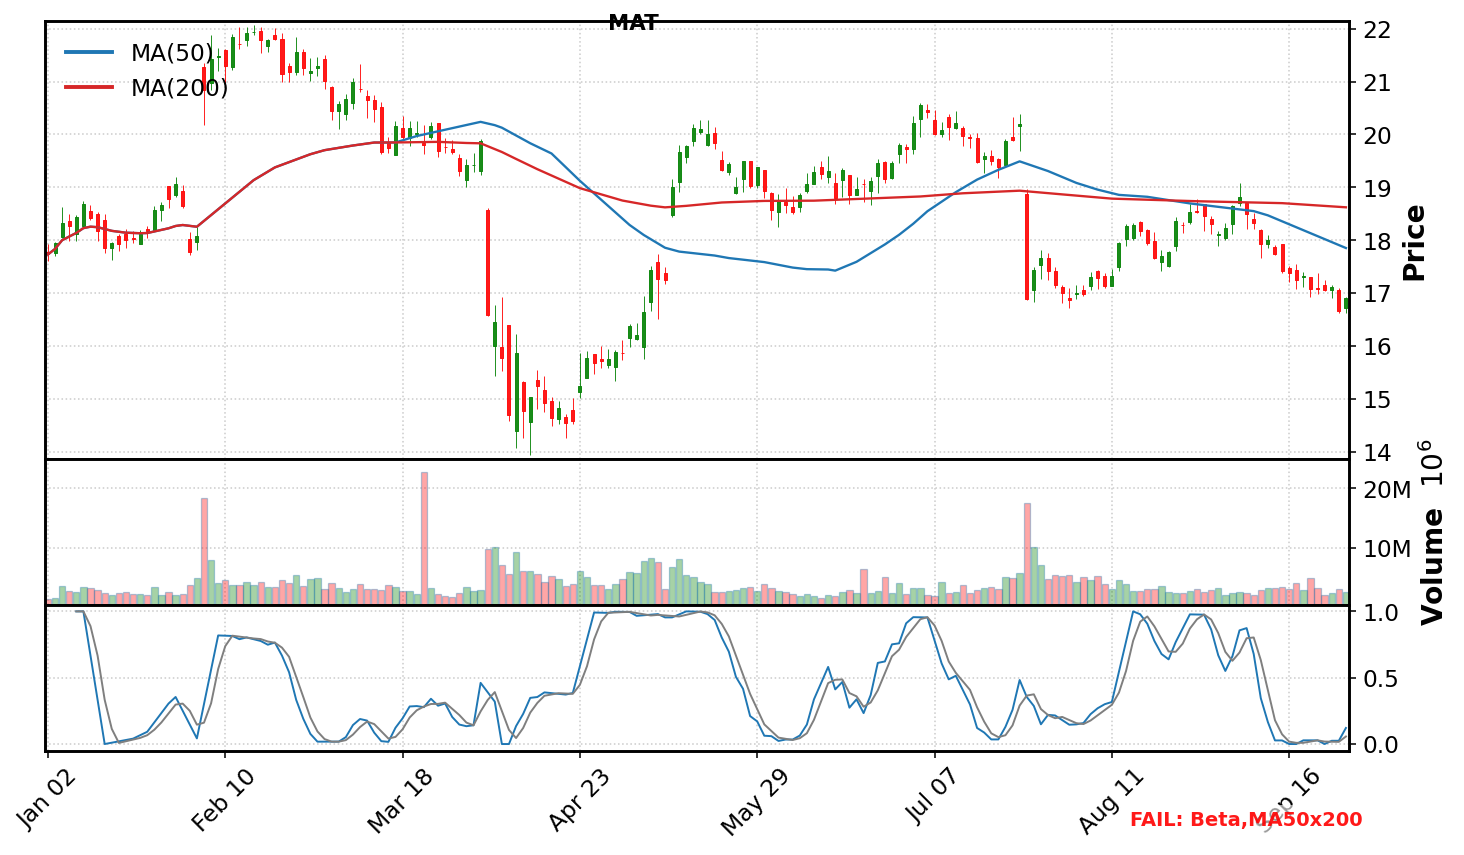 MAT
MA(50)
MA(200)
22
21
20
19
18
17
16
15
14
Price
20M
10M
Volume 10^6
1.0
0.5
0.0
Jan 02
Feb 10
Mar 18
Apr 23
May 29
Jul 07
Aug 11
Sep 16
FAIL: Beta,MA50x200